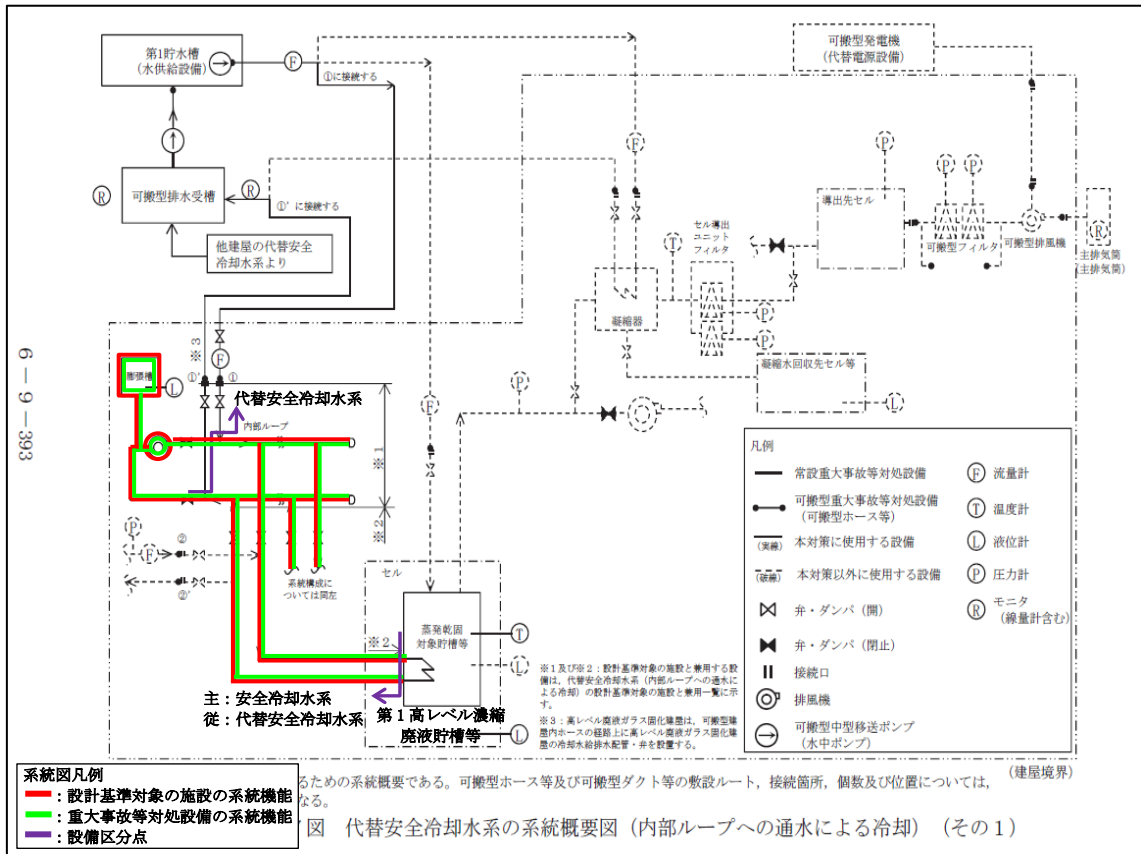 第1貯水槽
(水供給設備)
F
①に接続する
①に接続する
可搬型発電機
(代替電源設備)
R
可搬型排水受槽
R
①’に接続する
他建屋の代替安全
冷却水系より
F
P
P
P
導出先セル
可搬型フィルタ
可搬型排風機
R
主排気筒
(主排気筒)
セル導出
ユニット
フィルタ
T
凝縮器
P
P
凝縮水回収先セル等
L
P
F
6-9-393
※3
F
膨張槽
L
①’
①
代替安全冷却水系
内部ループ
※1
※2
P
F
②
②’
系統構成に
ついては同左
セル
蒸発乾固
対象貯槽等
※2
T
L
L
主:安全冷却水系
従:代替安全冷却水系
第1高レベル濃縮
廃液貯槽等
※1及び※2:設計基準対象の施設と兼用する設
備は,代替安全冷却水系(内部ループへの通水に
よる冷却)の設計基準対象の施設と兼用一覧に示
す。
※3:高レベル廃液ガラス固化建屋は,可搬型建
屋内ホースの経路上に高レベル廃液ガラス固化建
屋の冷却水給排水配管・弁を設置する。
凡例
常設重大事故等対処設備
可搬型重大事故等対処設備
(可搬型ホース等)
(実線)
本対策に使用する設備
(破線)
本対策以外に使用する設備
弁・ダンパ(開)
弁・ダンパ(閉止)
接続口
排風機
可搬型中型移送ポンプ
(水中ポンプ)
F 流量計
T 温度計
L 液位計
P 圧力計
R モニタ
(線量計含む)
(建屋境界)
系統図凡例
:設計基準対象の施設の系統機能
:重大事故等対処設備の系統機能
:設備区分点
るための系統概要である。可搬型ホース等及び可搬型ダクト等の敷設ルート,接続箇所,個数及び位置については,
なる。
図 代替安全冷却水系の系統概要図(内部ループへの通水による冷却)(その1)